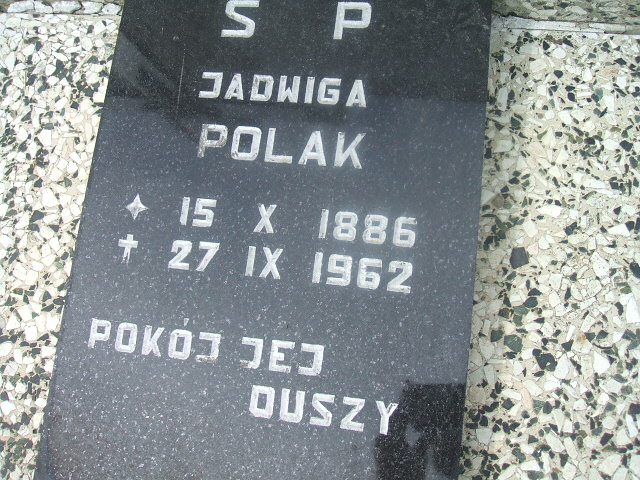 S P
JADWIGA
POLAK
15 X 1886
27 IX 1962
POKÓJ JEJ
DUSZY